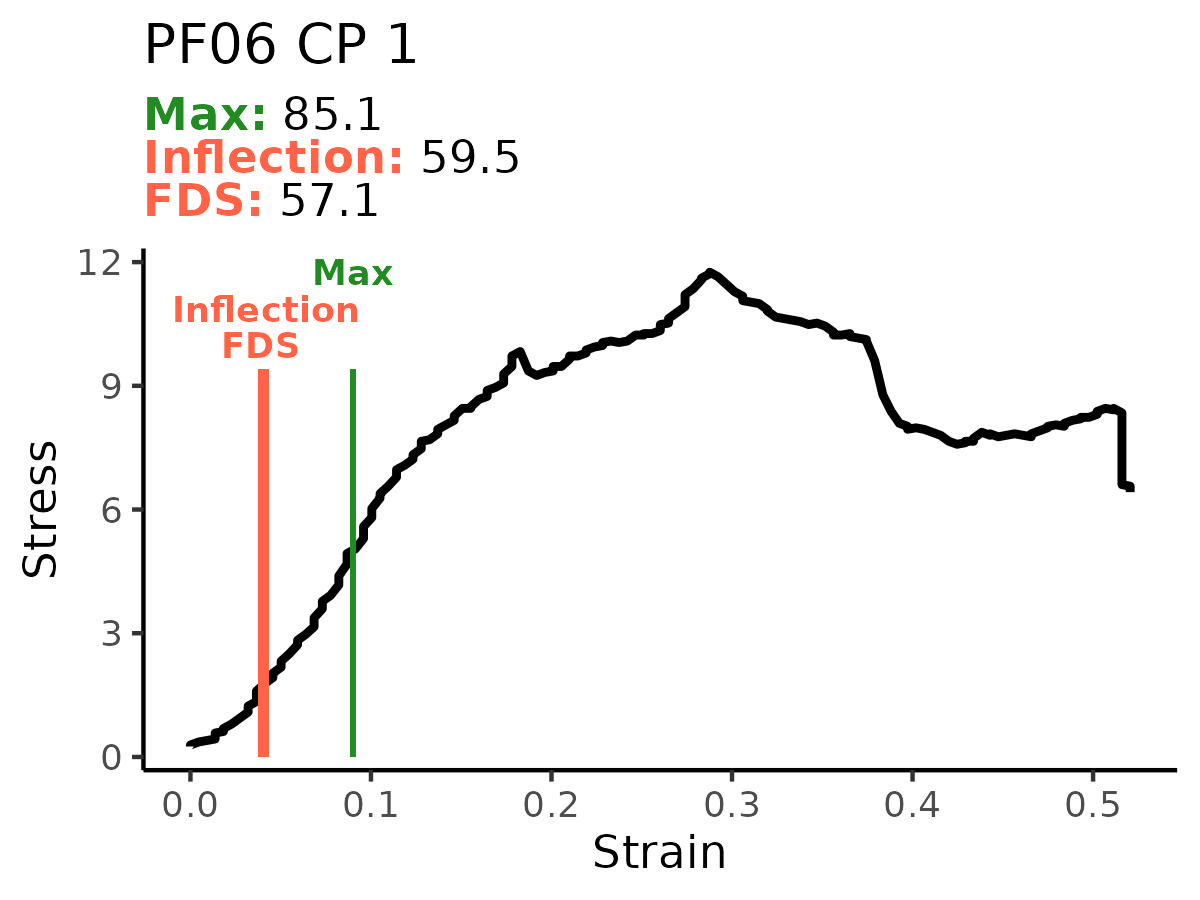 PF06 CP 1
Max: 85.1
Inflection: 59.5
FDS: 57.1
Max
Inflection
FDS
12
9
6
3
0
Stress
0.0 0.1 0.2 0.3 0.4 0.5
Strain